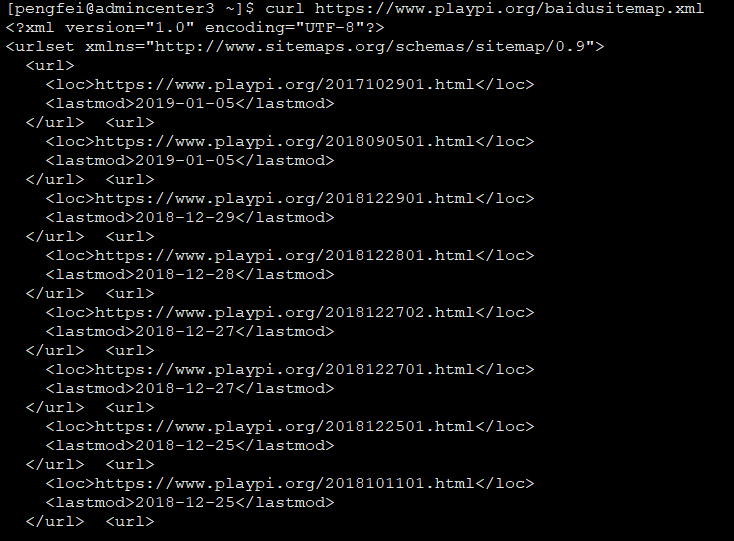 [pengfei@admincenter3 ~]$ curl https://www.playpi.org/baidusitemap.xml
<?xml version="1.0" encoding="UTF-8"?>
<urlset xmlns="http://www.sitemaps.org/schemas/sitemap/0.9">
  <url>
    <loc>https://www.playpi.org/2017102901.html</loc>
    <lastmod>2019-01-05</lastmod>
  </url>  <url>
    <loc>https://www.playpi.org/2018090501.html</loc>
    <lastmod>2019-01-05</lastmod>
  </url>  <url>
    <loc>https://www.playpi.org/2018122901.html</loc>
    <lastmod>2018-12-29</lastmod>
  </url>  <url>
    <loc>https://www.playpi.org/2018122801.html</loc>
    <lastmod>2018-12-28</lastmod>
  </url>  <url>
    <loc>https://www.playpi.org/2018122702.html</loc>
    <lastmod>2018-12-27</lastmod>
  </url>  <url>
    <loc>https://www.playpi.org/2018122701.html</loc>
    <lastmod>2018-12-27</lastmod>
  </url>  <url>
    <loc>https://www.playpi.org/2018122501.html</loc>
    <lastmod>2018-12-25</lastmod>
  </url>  <url>
    <loc>https://www.playpi.org/2018101101.html</loc>
    <lastmod>2018-12-25</lastmod>
  </url>  <url>